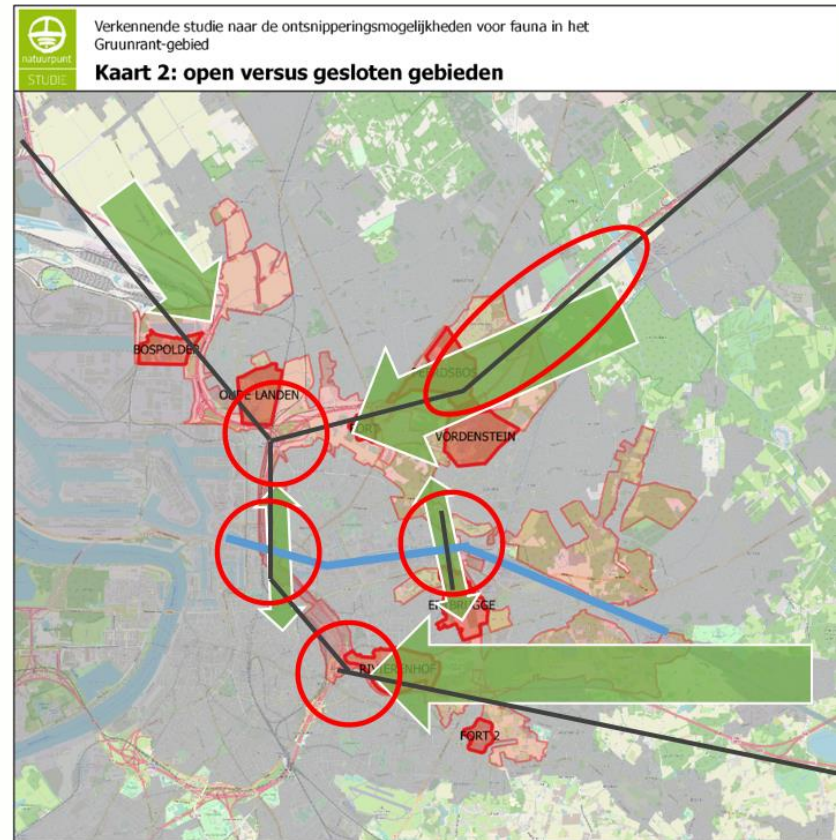 natuurpunt
STUDIE
Verkennende studie naar de ontsnipperingsmogelijkheden voor fauna in het
Gruunrant-gebied
Kaart 2: open versus gesloten gebieden
BOSPOLDER
OUDE LANDEN
VORDENSTEIN
RIVIERENHOF
FORT 2